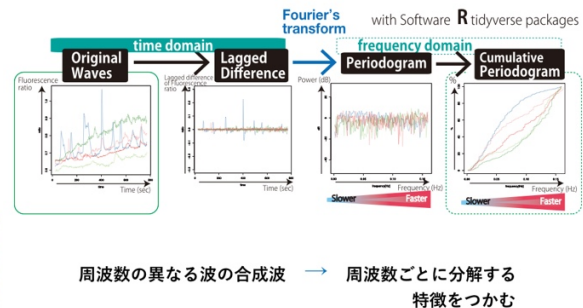 Fourier's
transform
with Software R tidyverse packages
time domain
frequency domain
Original
Waves
Lagged
Difference
Periodogram
Cumulative
Periodogram
Fluorescence
ratio
Lagged difference
of Fluorescence
ratio
Power (dB)
%
Time (sec)
Time (sec)
Frequency (Hz)
Frequency (Hz)
Slower
Faster
Slower
Faster
周波数の異なる波の合成波 → 周波数ごとに分解する
特徴をつかむ